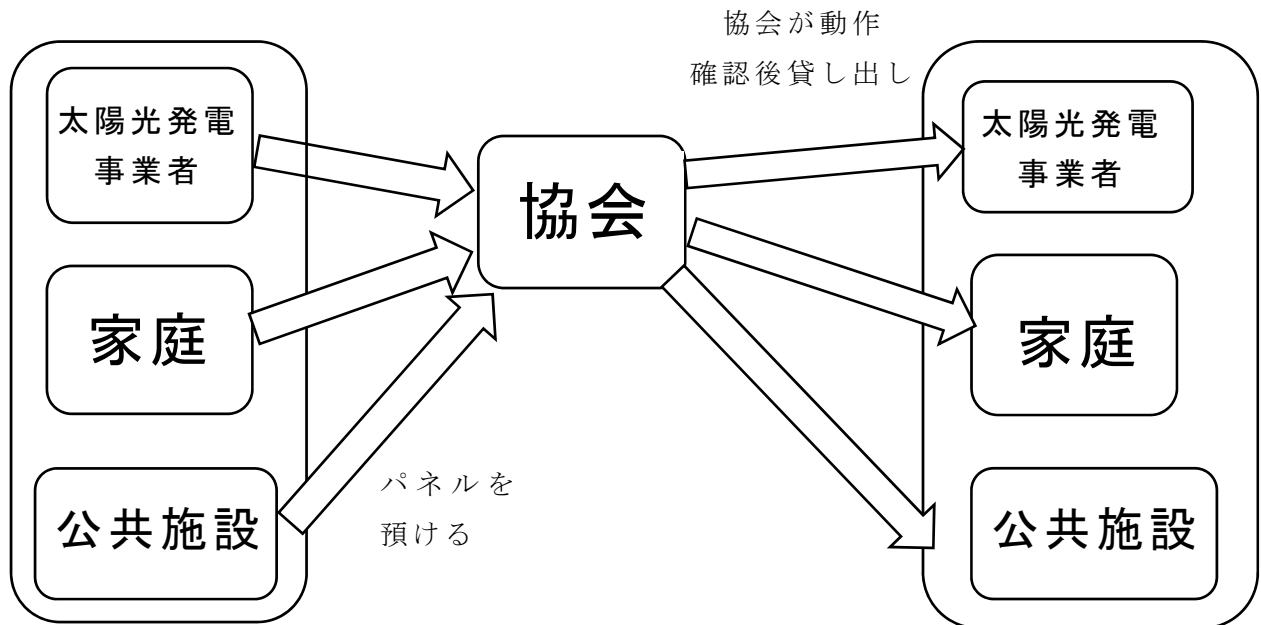 協会が動作
確認後貸し出し
太陽光発電
事業者
家庭
公共施設
協会
パネルを
預ける
太陽光発電
事業者
家庭
公共施設